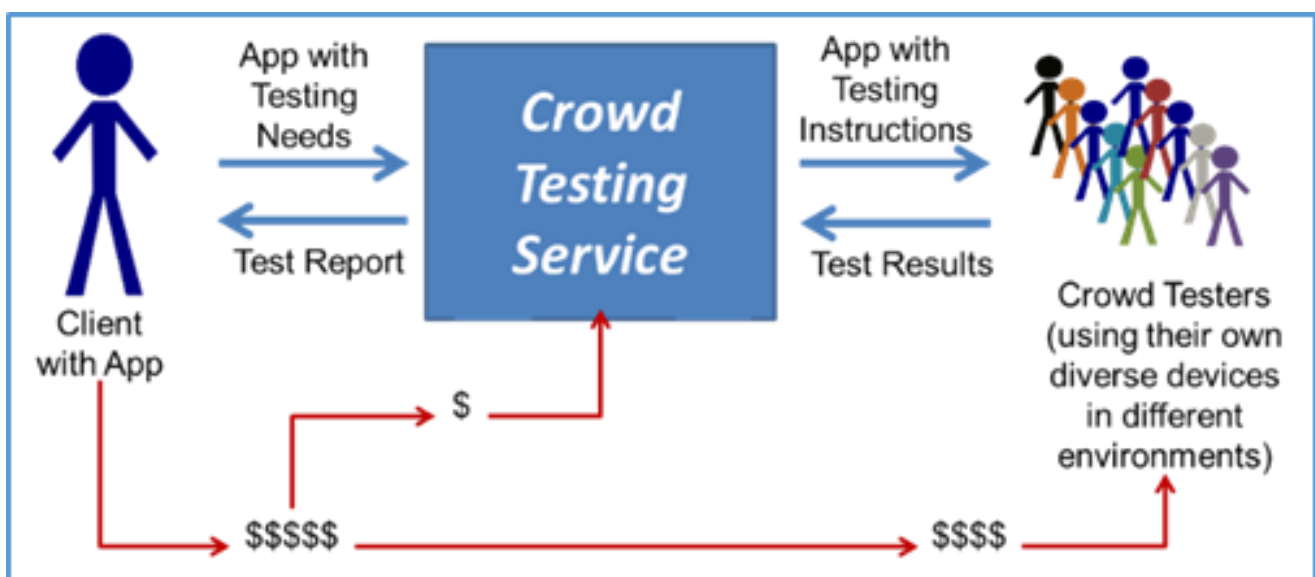 App with
Testing
Needs
Crowd
Testing
Service
App with
Testing
Instructions
Test Report
Test Results
Client
with App
Crowd Testers
(using their own
diverse devices
in different
environments)
$
$$$$$
$$$$